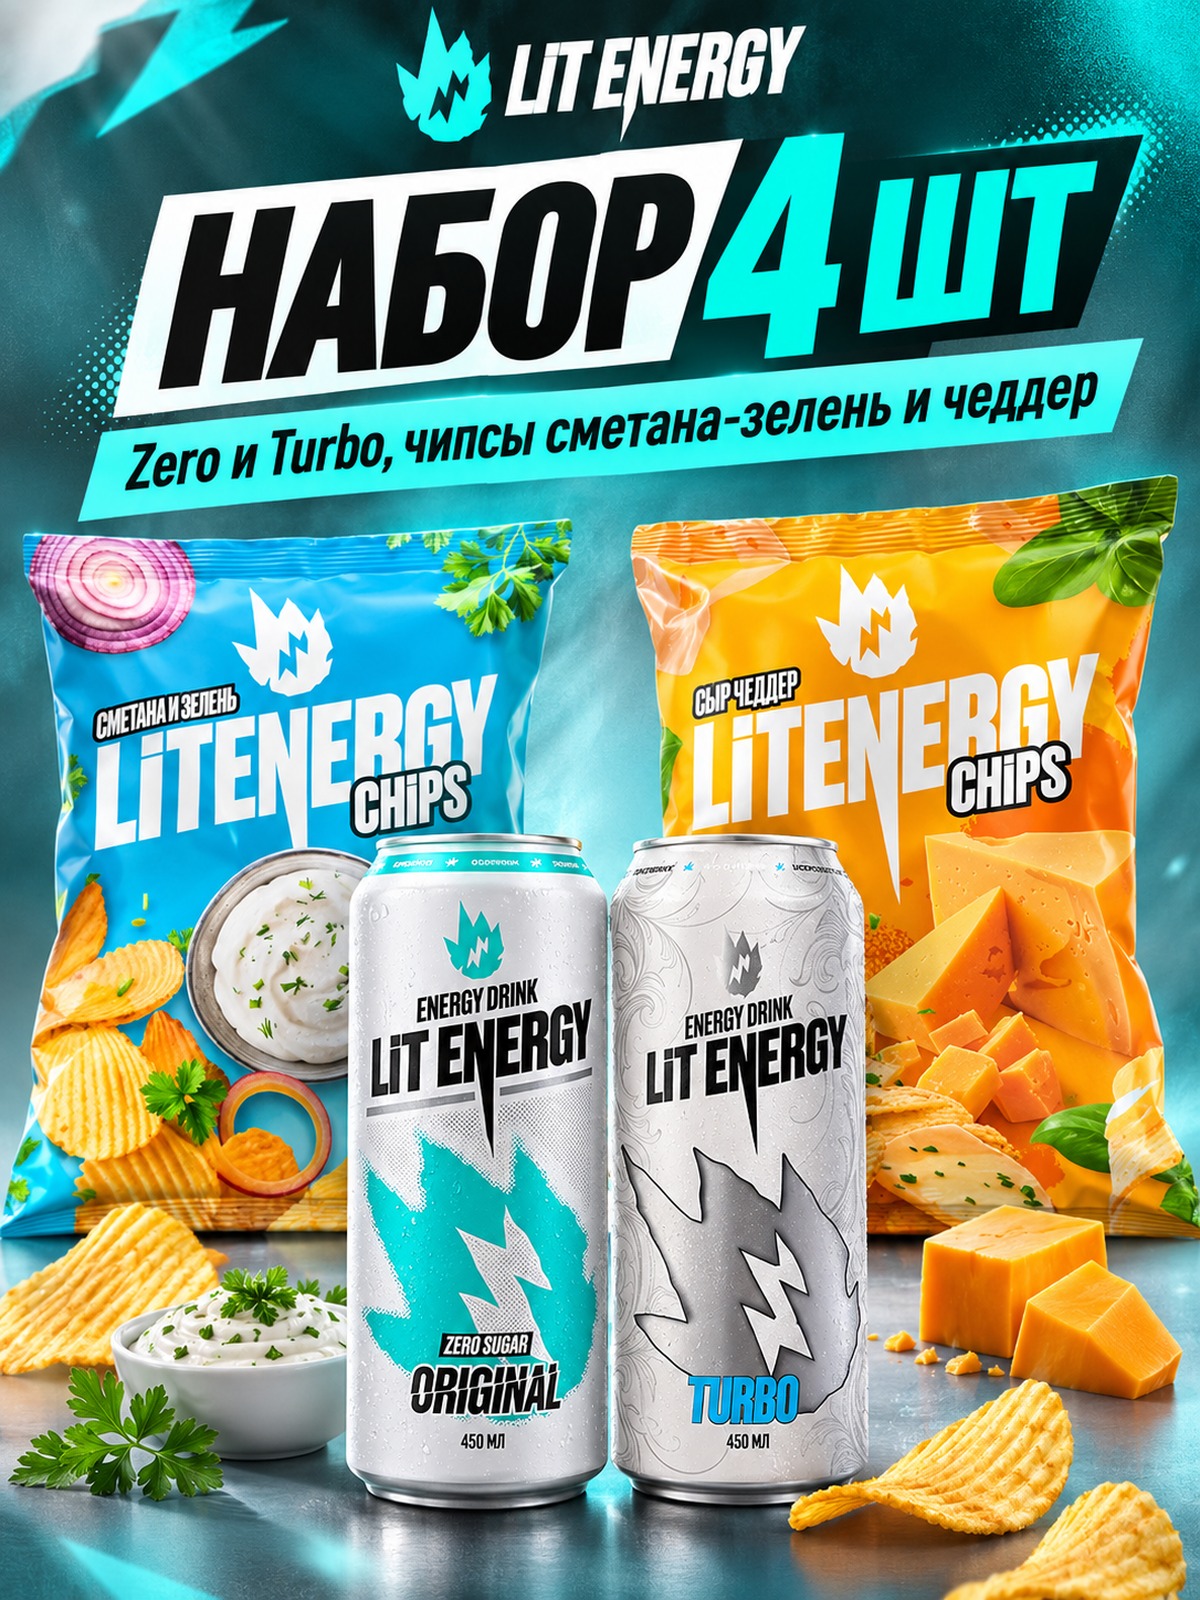 LiT ENERGY
НАБОР 4 ШТ
Zero и Turbo, чипсы сметана-зелень и чеддер
СМЕТАНА И ЗЕЛЕНЬ
LiTENERGY
CHiPS
СЫР ЧЕДДЕР
LiTENERGY
CHiPS
ENERGY DRINK
LiT ENERGY
ZERO SUGAR
ORIGINAL
450 МЛ
ENERGY DRINK
LiT ENERGY
TURBO
450 МЛ